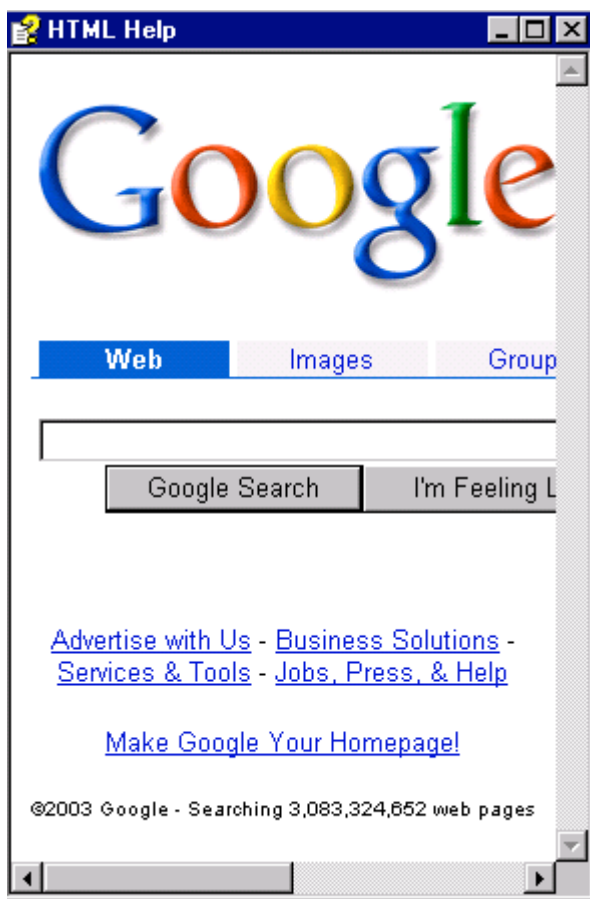 HTML Help
Google
Web Images Group
Google Search I'm Feeling L
Advertise with Us - Business Solutions -
Services & Tools - Jobs, Press, & Help
Make Google Your Homepage!
©2003 Google - Searching 3,083,324,652 web pages